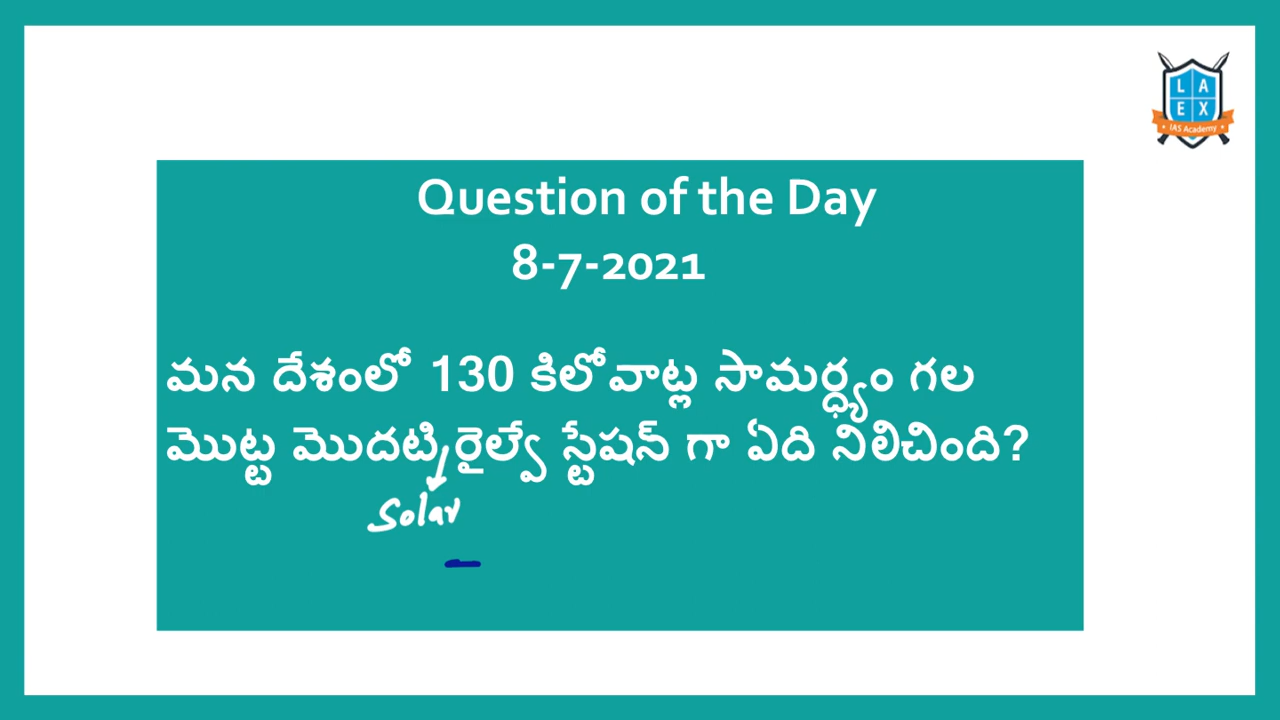 L A
E X
IAS Academy
Question of the Day
8-7-2021
మన దేశంలో 130 కిలోవాట్ల సామర్ధ్యం గల
మొట్ట మొదటి రైల్వే స్టేషన్ గా ఏది నిలిచింది?
Solar